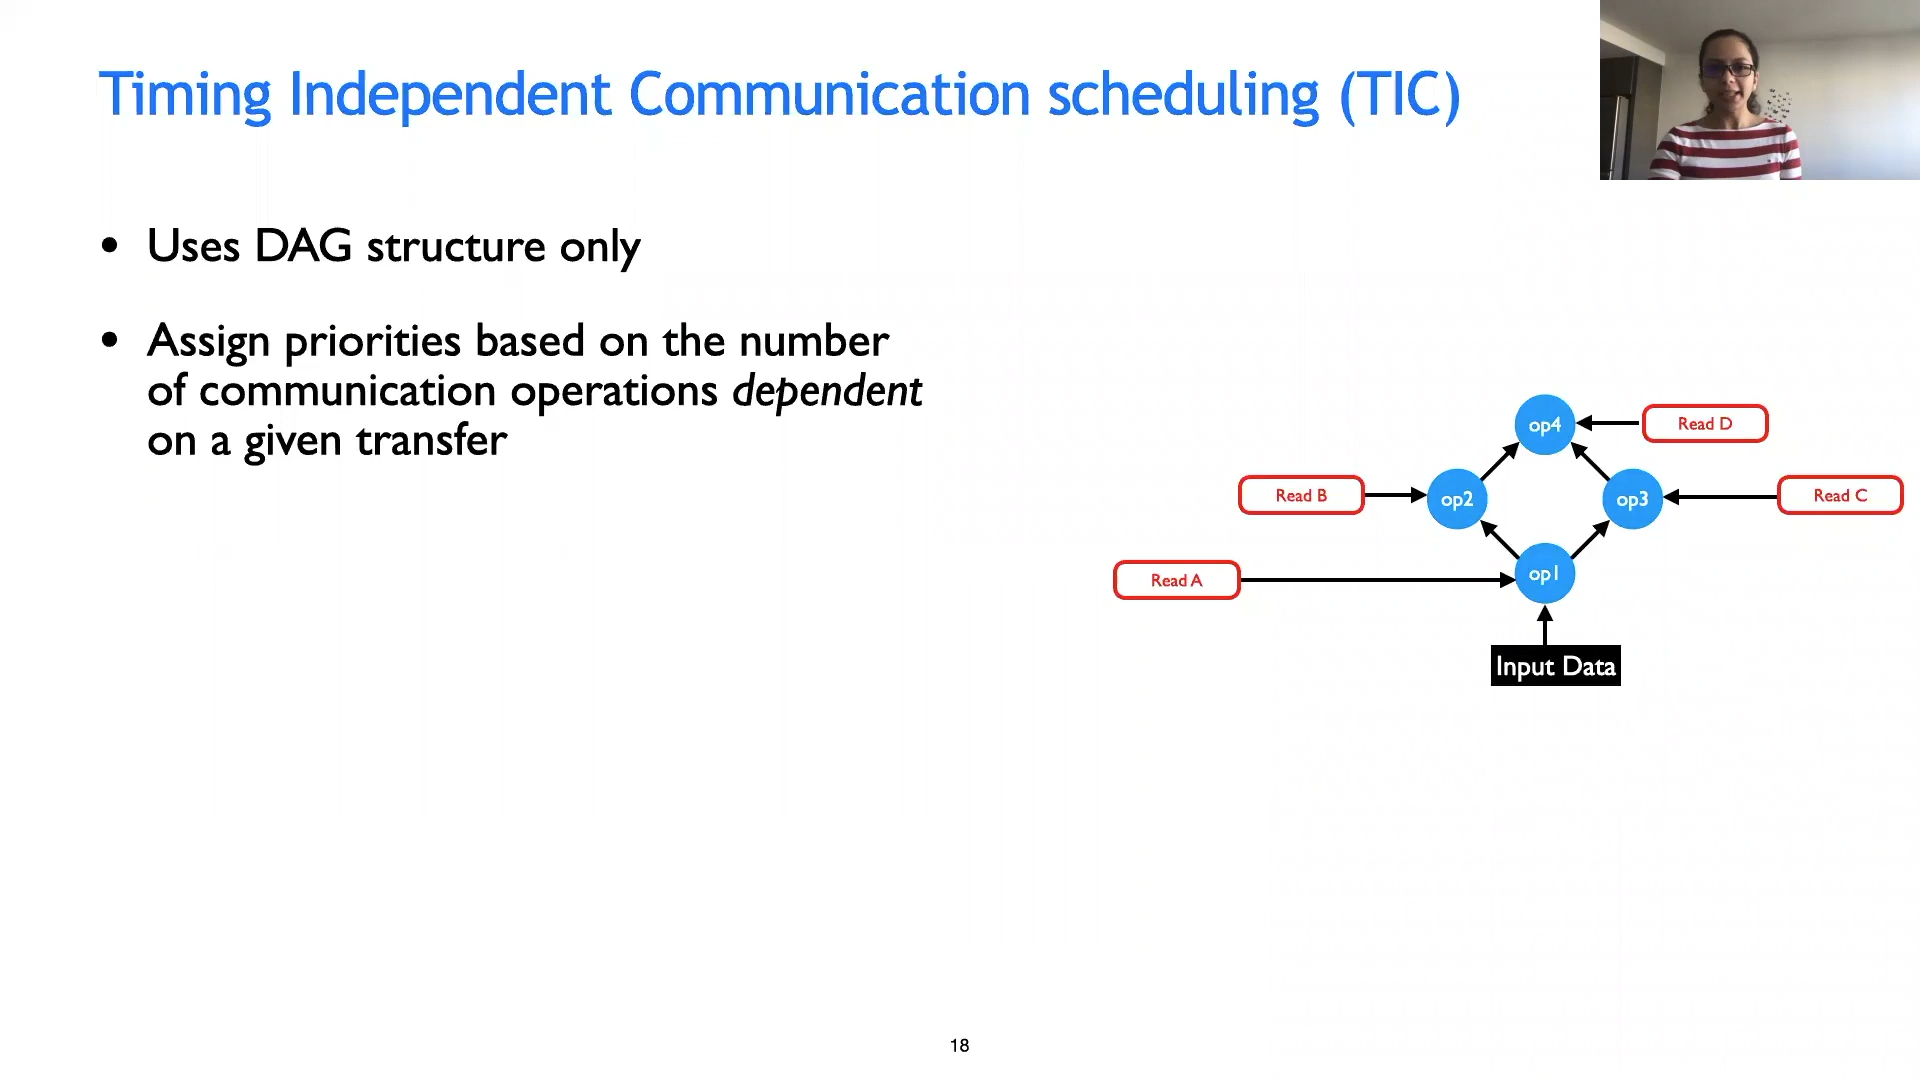 Timing Independent Communication scheduling (TIC)
• Uses DAG structure only
• Assign priorities based on the number
of communication operations dependent
on a given transfer
op4
Read D
Read B
op2
op3
Read C
Read A
op1
Input Data
18